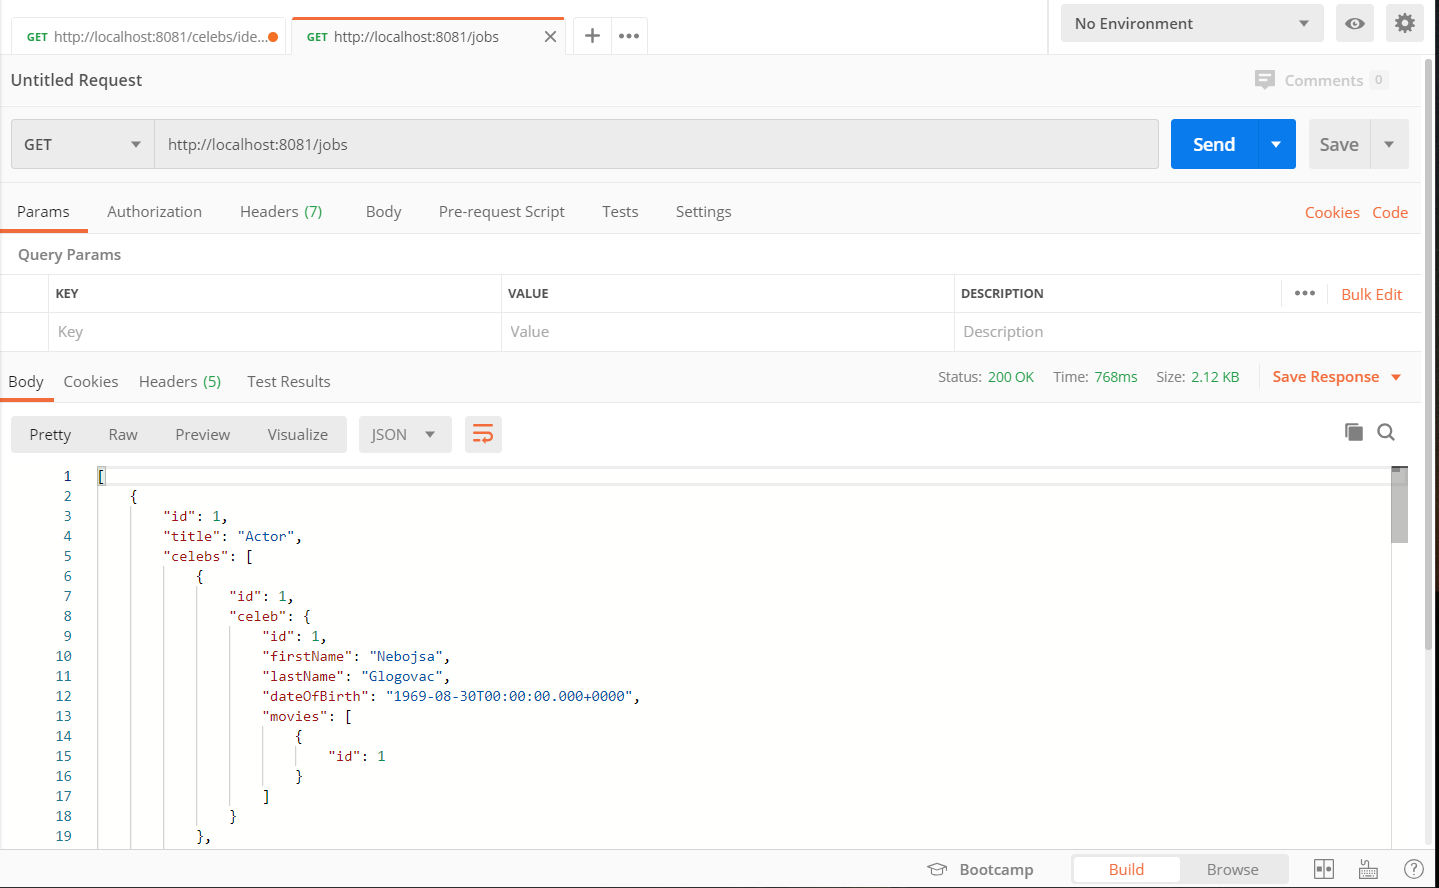 GET http://localhost:8081/celebs/ide... GET http://localhost:8081/jobs No Environment
Untitled Request Comments 0
GET http://localhost:8081/jobs Send Save
Params Authorization Headers (7) Body Pre-request Script Tests Settings Cookies Code
Query Params
KEY VALUE DESCRIPTION Bulk Edit
Key Value Description
Body Cookies Headers (5) Test Results Status: 200 OK Time: 768ms Size: 2.12 KB Save Response
Pretty Raw Preview Visualize JSON
1 [
2 {
3 "id": 1,
4 "title": "Actor",
5 "celebs": [
6 {
7 "id": 1,
8 "celeb": {
9 "id": 1,
10 "firstName": "Nebojsa",
11 "lastName": "Glogovac",
12 "dateOfBirth": "1969-08-30T00:00:00.000+0000",
13 "movies": [
14 {
15 "id": 1
16 }
17 ]
18 }
19 },
Bootcamp Build Browse ?